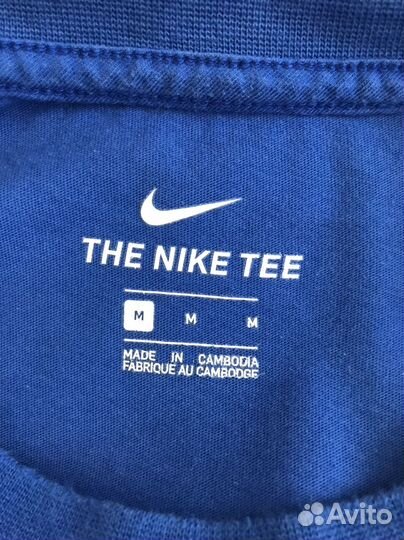 THE NIKE TEE
M M M
MADE IN CAMBODIA
FABRIQUE AU CAMBODGE
Avito